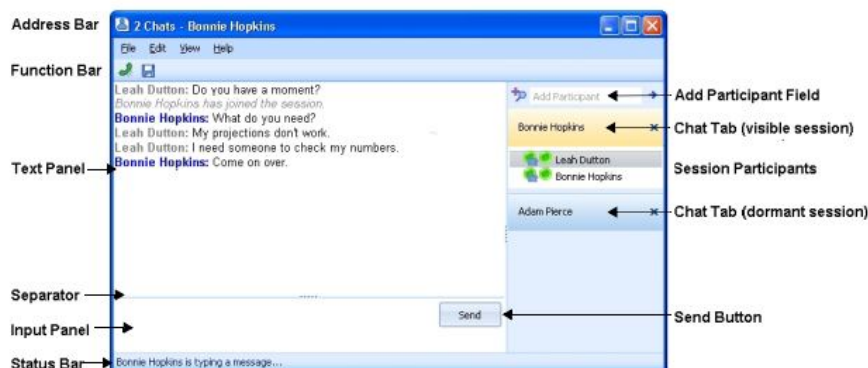 Address Bar
2 Chats - Bonnie Hopkins
File Edit View Help
Function Bar
Leah Dutton: Do you have a moment?
Bonnie Hopkins has joined the session.
Bonnie Hopkins: What do you need?
Leah Dutton: My projections don't work.
Leah Dutton: I need someone to check my numbers.
Bonnie Hopkins: Come on over.
Text Panel
Add Participant
Add Participant Field
Bonnie Hopkins
Chat Tab (visible session)
Leah Dutton
Bonnie Hopkins
Session Participants
Adam Pierce
Chat Tab (dormant session)
Separator
Input Panel
Send
Send Button
Status Bar
Bonnie Hopkins is typing a message...